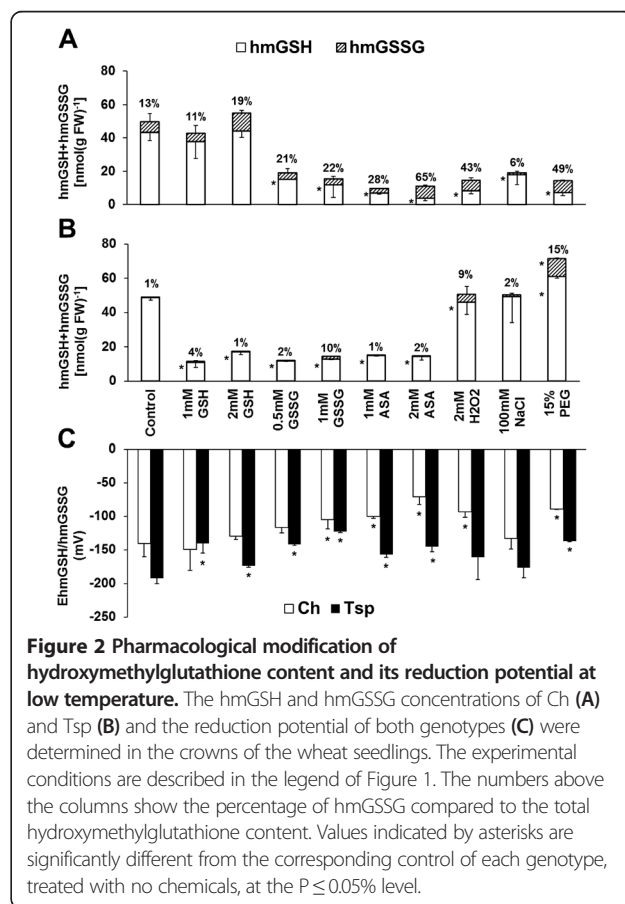 A
hmGSH hmGSSG
hmGSH+hmGSSG
[nmol(g FW)-1]
80
60
40
20
0
13% 11% 19% 21% 22% 28% 65% 43% 6% 49%
* * * * * * *
B
hmGSH+hmGSSG
[nmol(g FW)-1]
80
60
40
20
0
1% 4% 1% 2% 10% 1% 2% 9% 2% 15%
* * * * * * * * *
Control
1mM GSH
2mM GSH
0.5mM GSSG
1mM GSSG
1mM ASA
2mM ASA
2mM H2O2
100mM NaCl
15% PEG
C
EhmGSH/hmGSSG
(mV)
0
-50
-100
-150
-200
-250
* * * * * * * * * * * *
Ch Tsp
Figure 2 Pharmacological modification of
hydroxymethylglutathione content and its reduction potential at
low temperature. The hmGSH and hmGSSG concentrations of Ch (A)
and Tsp (B) and the reduction potential of both genotypes (C) were
determined in the crowns of the wheat seedlings. The experimental
conditions are described in the legend of Figure 1. The numbers above
the columns show the percentage of hmGSSG compared to the total
hydroxymethylglutathione content. Values indicated by asterisks are
significantly different from the corresponding control of each genotype,
treated with no chemicals, at the P ≤ 0.05% level.